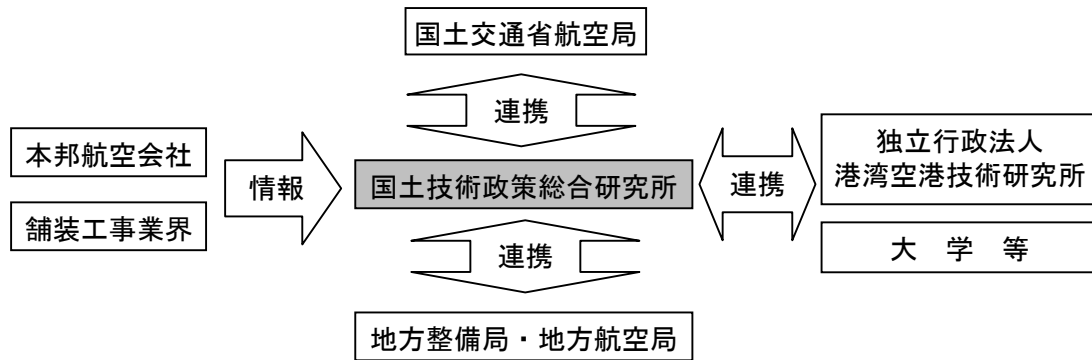 国土交通省航空局
連携
本邦航空会社
舗装工事業界
情報
国土技術政策総合研究所
連携
独立行政法人
港湾空港技術研究所
大 学 等
連携
地方整備局・地方航空局